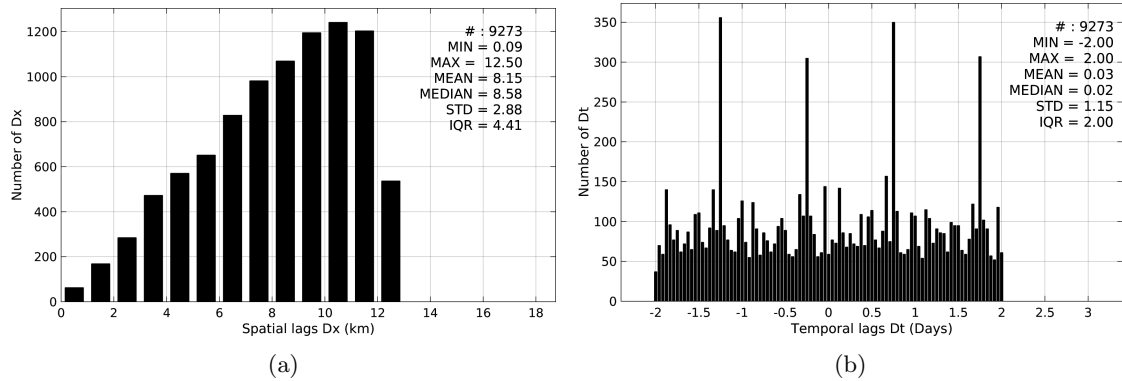 1200
1000
800
600
400
200
0
Number of Dx
# : 9273
MIN = 0.09
MAX = 12.50
MEAN = 8.15
MEDIAN = 8.58
STD = 2.88
IQR = 4.41
0 2 4 6 8 10 12 14 16 18
Spatial lags Dx (km)
(a)
350
300
250
200
150
100
50
0
Number of Dt
# : 9273
MIN = -2.00
MAX = 2.00
MEAN = 0.03
MEDIAN = 0.02
STD = 1.15
IQR = 2.00
-2 -1.5 -1 -0.5 0 0.5 1 1.5 2 2.5 3
Temporal lags Dt (Days)
(b)